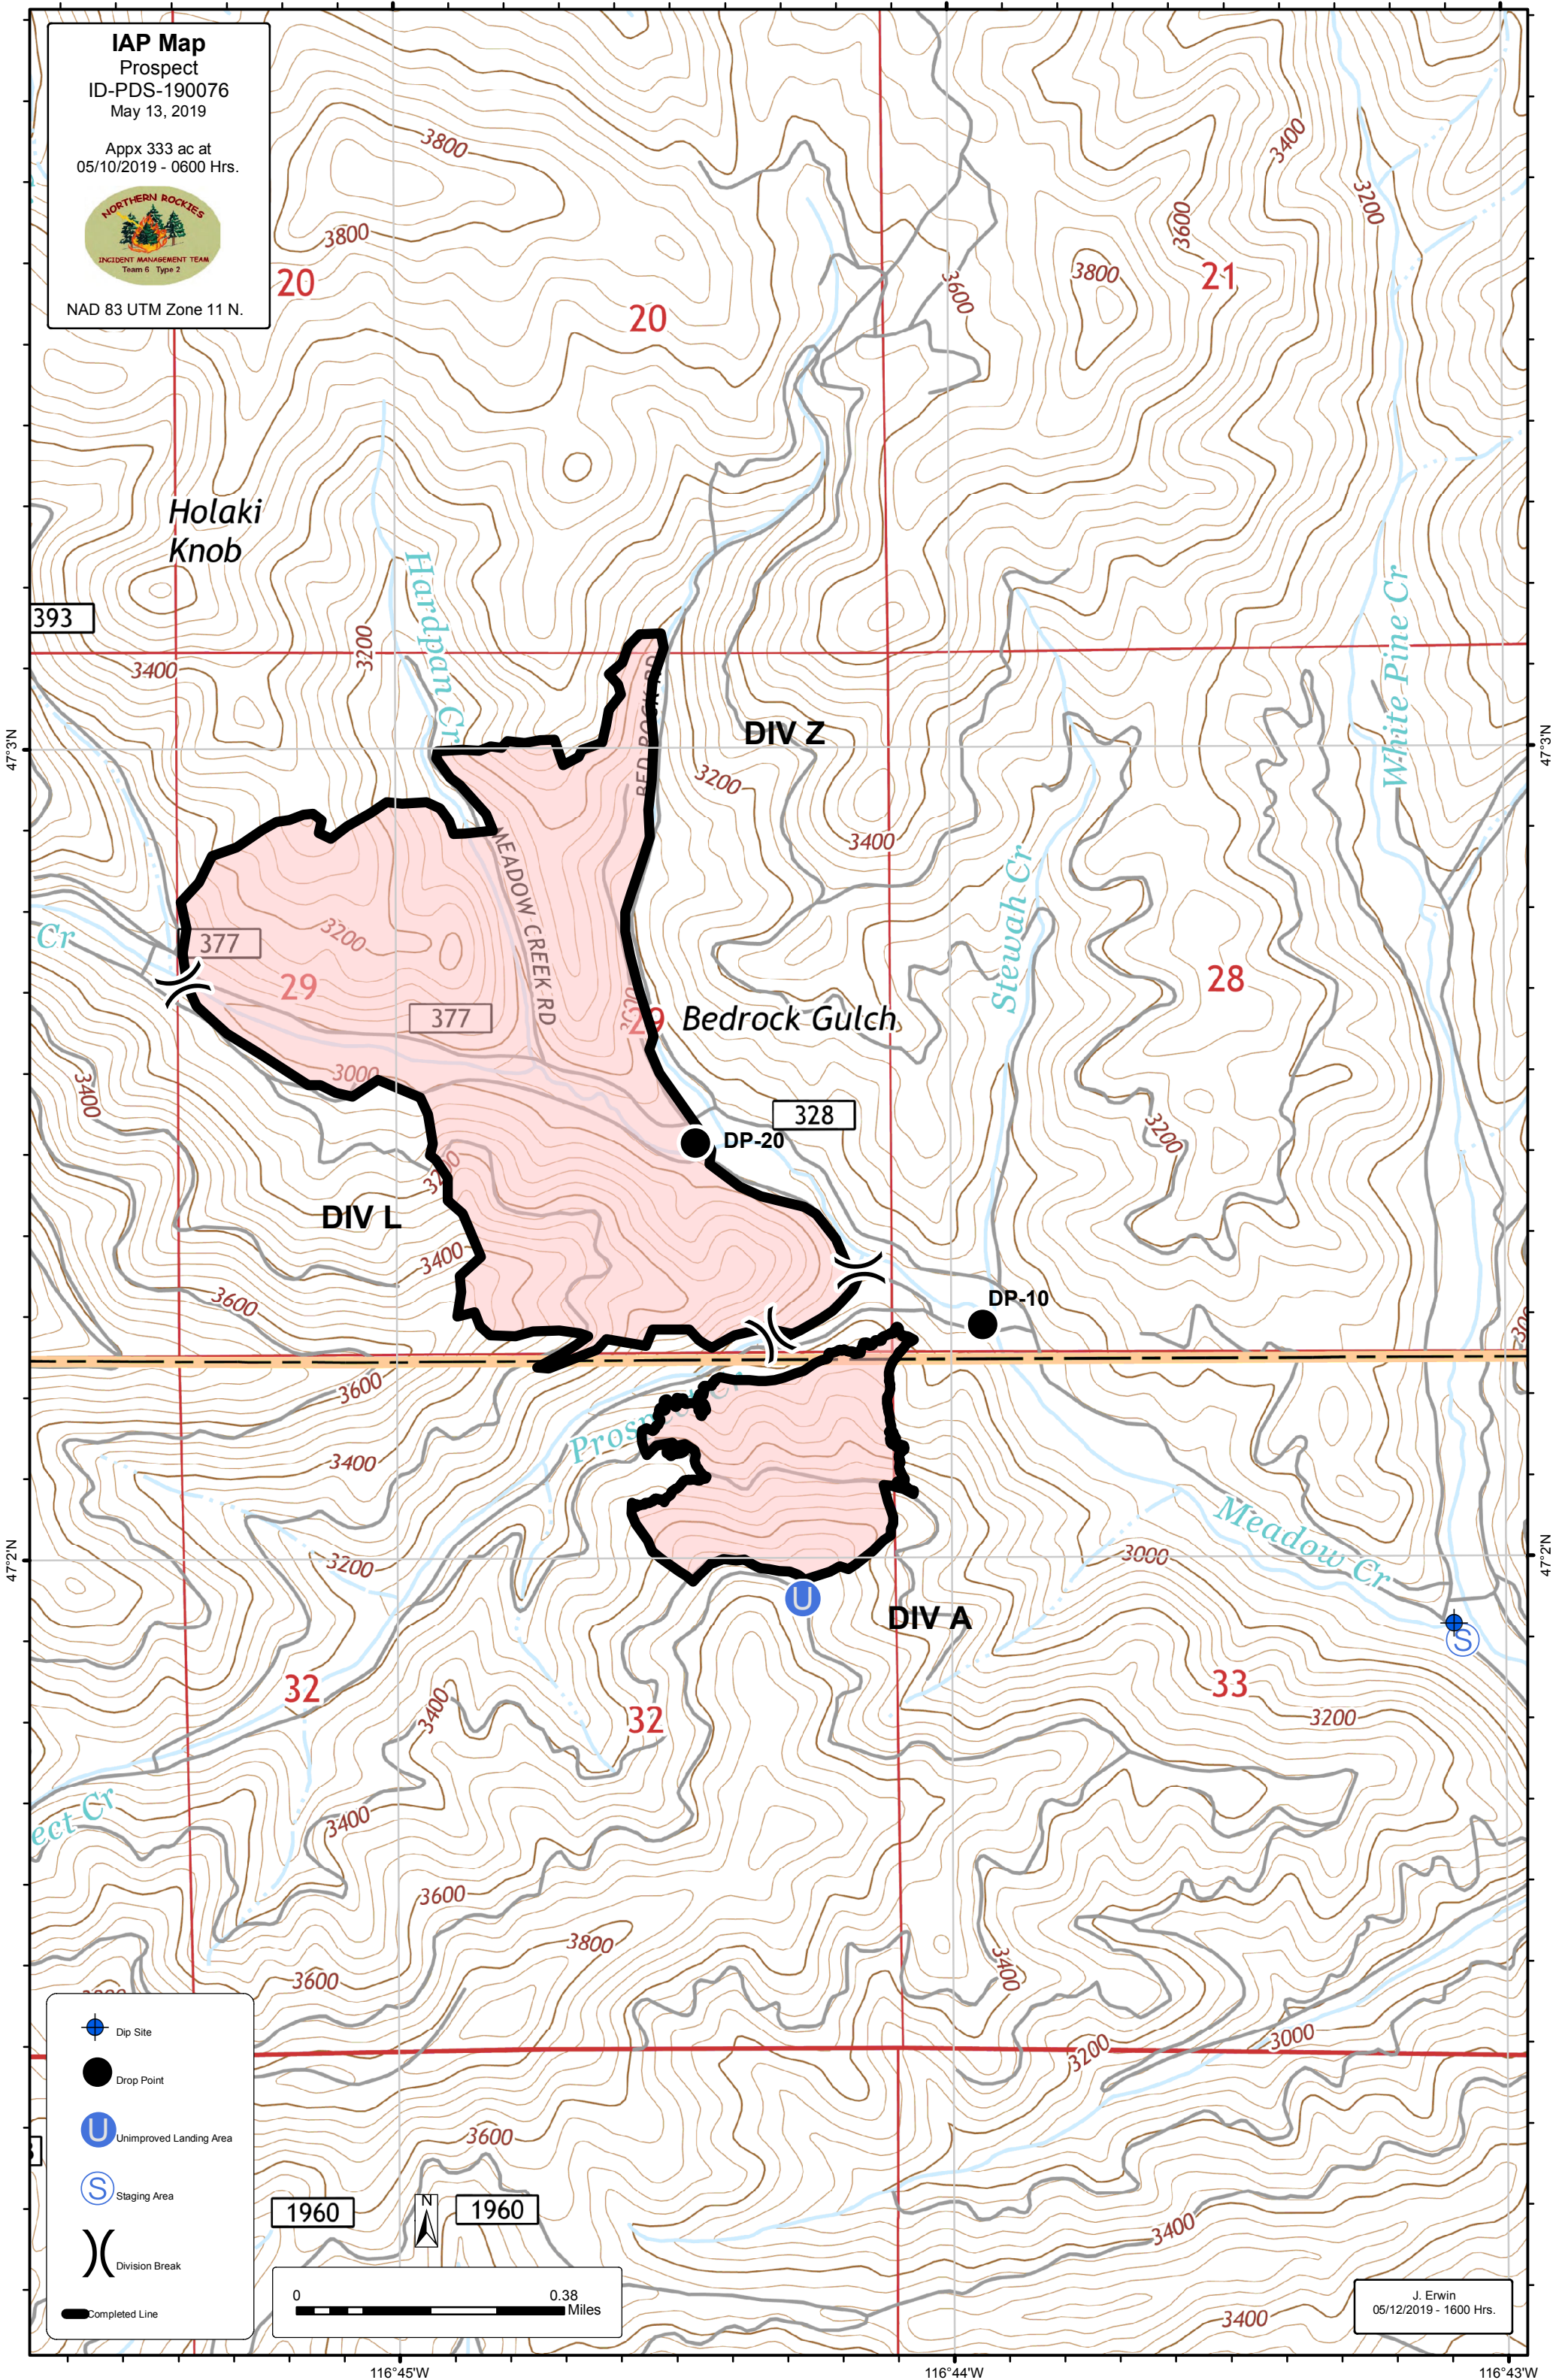 IAP Map
Prospect
ID-PDS-190076
May 13, 2019
Appx 333 ac at
05/10/2019 - 0600 Hrs.
NORTHERN ROCKIES
INCIDENT MANAGEMENT TEAM
Team 6 Type 2
NAD 83 UTM Zone 11 N.
3800
3400
3200
3600
3800
3800
3600
20
20
21
Holaki
Knob
Hardpan Cr
393
3400
3200
BED ROCK RD
White Pine Cr
DIV Z
47°3'N
47°3'N
3200
3400
MEADOW CREEK RD
Stewah Cr
Cr
377
3200
29
377
29
Bedrock Gulch
28
3000
3400
328
DP-20
3200
3200
DIV L
3400
3600
DP-10
3600
3400
Prospect Cr
Meadow Cr
3200
3000
47°2'N
47°2'N
U
DIV A
S
32
32
33
3400
3200
ect Cr
3400
3600
3800
3600
3400
3000
3200
Dip Site
Drop Point
U Unimproved Landing Area
S Staging Area
Division Break
Completed Line
3600
1960
N
1960
3400
0 0.38
Miles
3400
J. Erwin
05/12/2019 - 1600 Hrs.
116°45'W
116°44'W
116°43'W